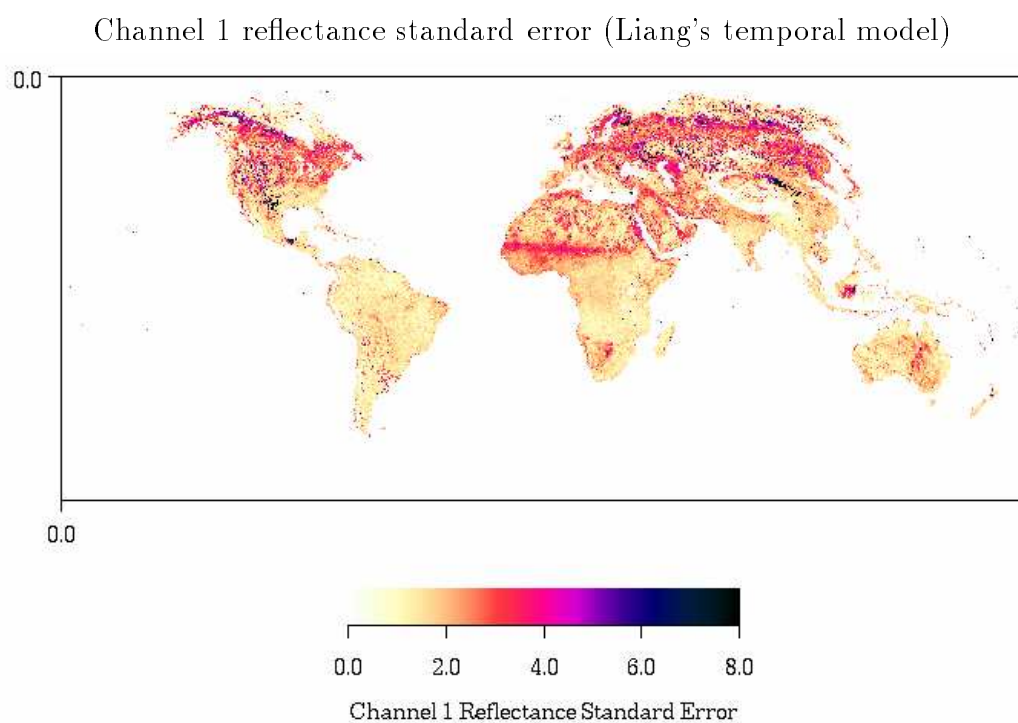 Channel 1 reflectance standard error (Liang's temporal model)
0.0
0.0
0.0 2.0 4.0 6.0 8.0
Channel 1 Reflectance Standard Error